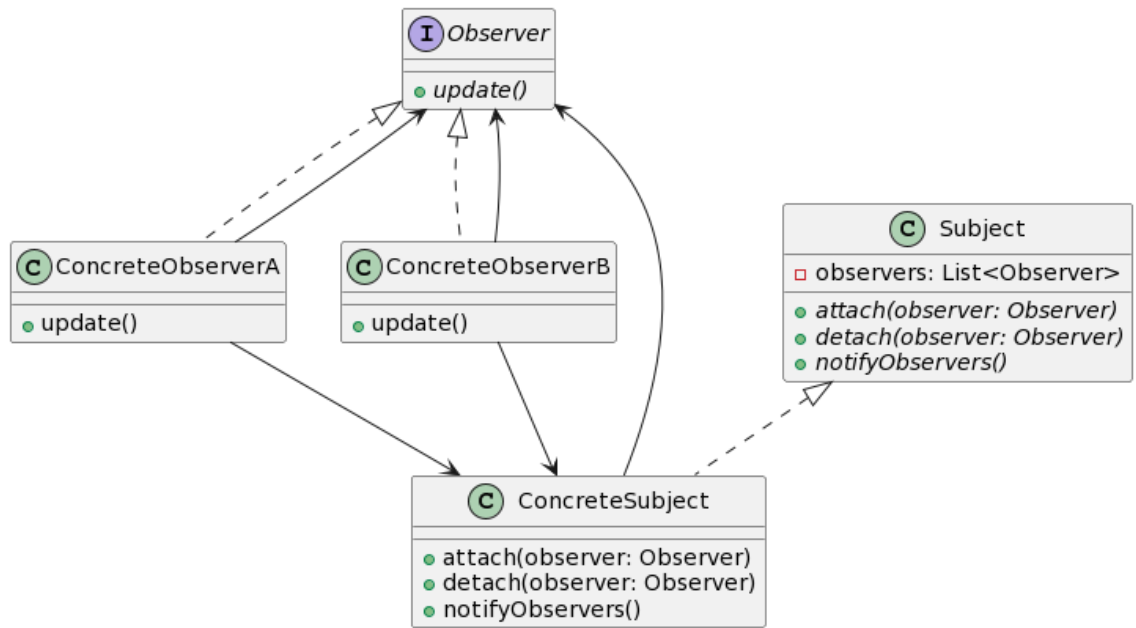 I Observer
update()
C ConcreteObserverA
update()
C ConcreteObserverB
update()
C Subject
observers: List<Observer>
attach(observer: Observer)
detach(observer: Observer)
notifyObservers()
C ConcreteSubject
attach(observer: Observer)
detach(observer: Observer)
notifyObservers()